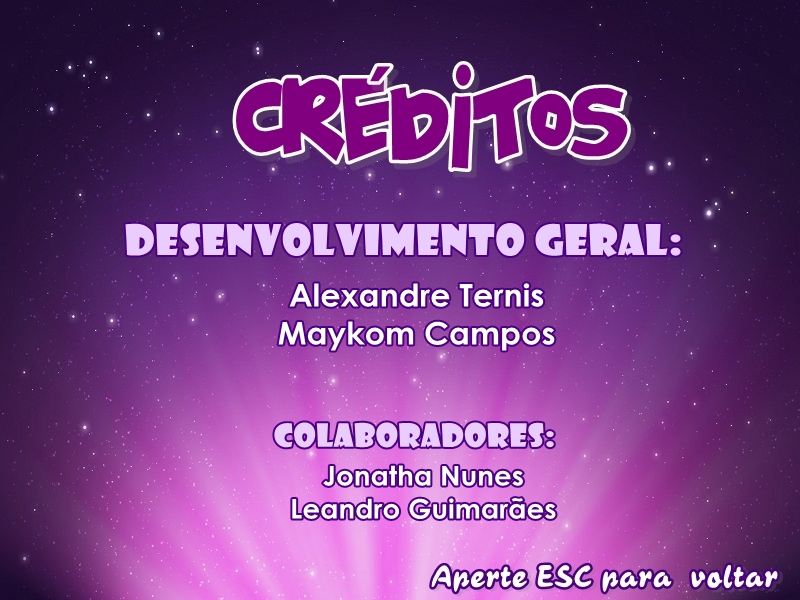 CRÉDITOS
DESENVOLVIMENTO GERAL:
Alexandre Ternis
Maykom Campos
COLABORADORES:
Jonatha Nunes
Leandro Guimarães
Aperte ESC para voltar